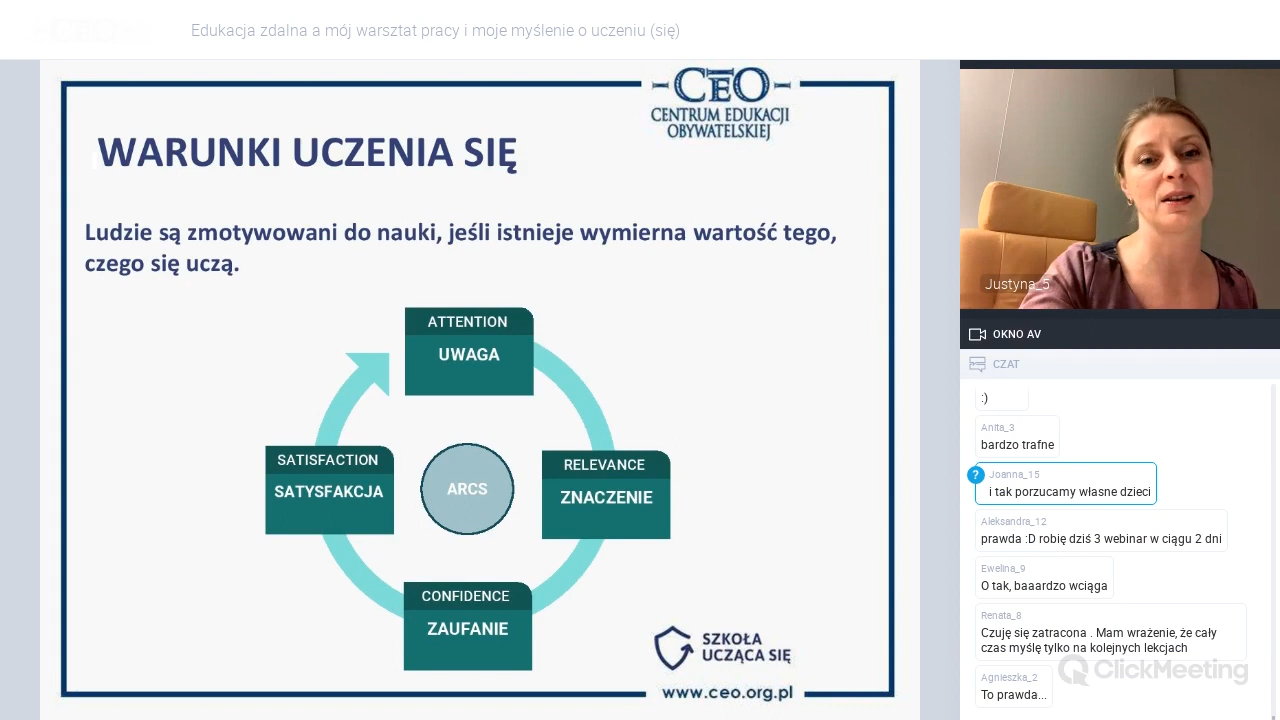 Edukacja zdalna a mój warsztat pracy i moje myślenie o uczeniu (się)
CEO
CENTRUM EDUKACJI
OBYWATELSKIEJ
WARUNKI UCZENIA SIĘ
Ludzie są zmotywowani do nauki, jeśli istnieje wymierna wartość tego,
czego się uczą.
ATTENTION
UWAGA
SATISFACTION
SATYSFAKCJA
ARCS
RELEVANCE
ZNACZENIE
CONFIDENCE
ZAUFANIE
SZKOŁA
UCZĄCA SIĘ
www.ceo.org.pl
Justyna_5
OKNO AV
CZAT
:)
Anita_3
bardzo trafne
?
Joanna_15
i tak porzucamy własne dzieci
Aleksandra_12
prawda :D robię dziś 3 webinar w ciągu 2 dni
Ewelina_9
O tak, baaardzo wciąga
Renata_8
Czuję się zatracona . Mam wrażenie, że cały
czas myślę tylko na kolejnych lekcjach
Agnieszka_2
To prawda...
ClickMeeting